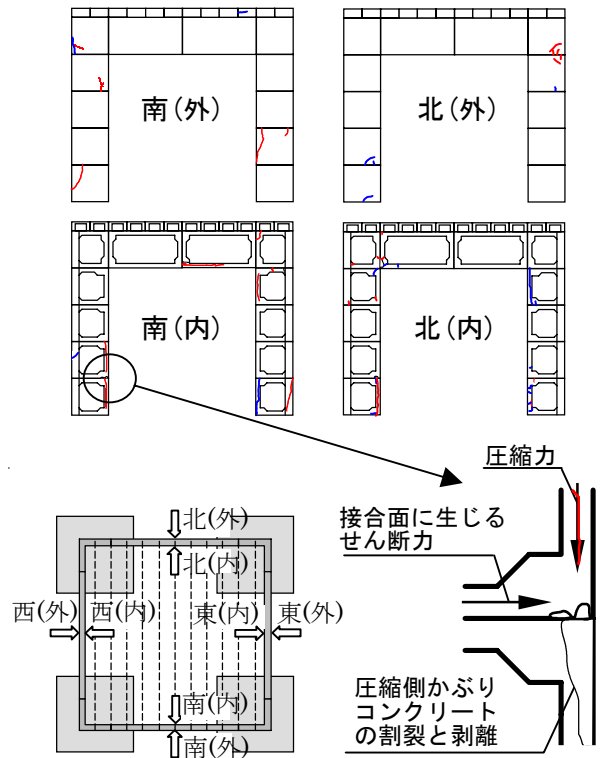 南(外)
北(外)
南(内)
北(内)
圧縮力
接合面に生じる
せん断力
圧縮側かぶり
コンクリート
の割裂と剥離
北(外)
北(内)
西(外)
西(内)
東(内)
東(外)
南(内)
南(外)